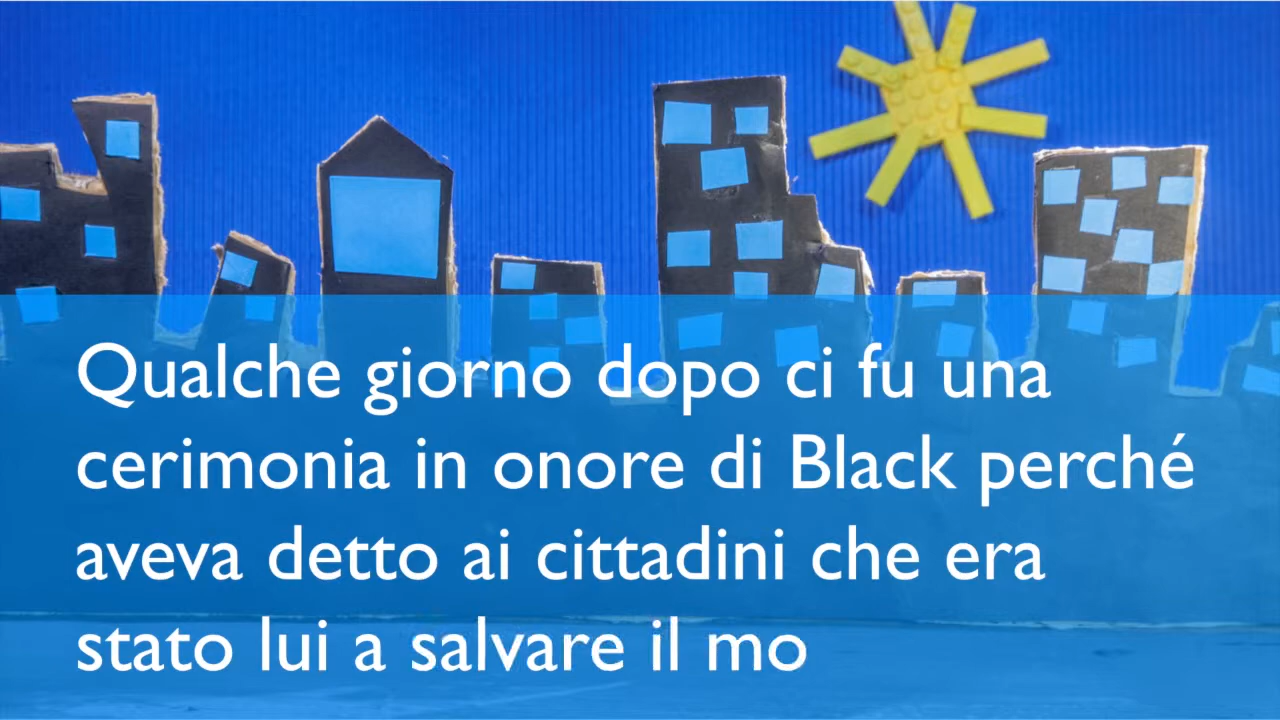 Qualche giorno dopo ci fu una
cerimonia in onore di Black perché
aveva detto ai cittadini che era
stato lui a salvare il mo